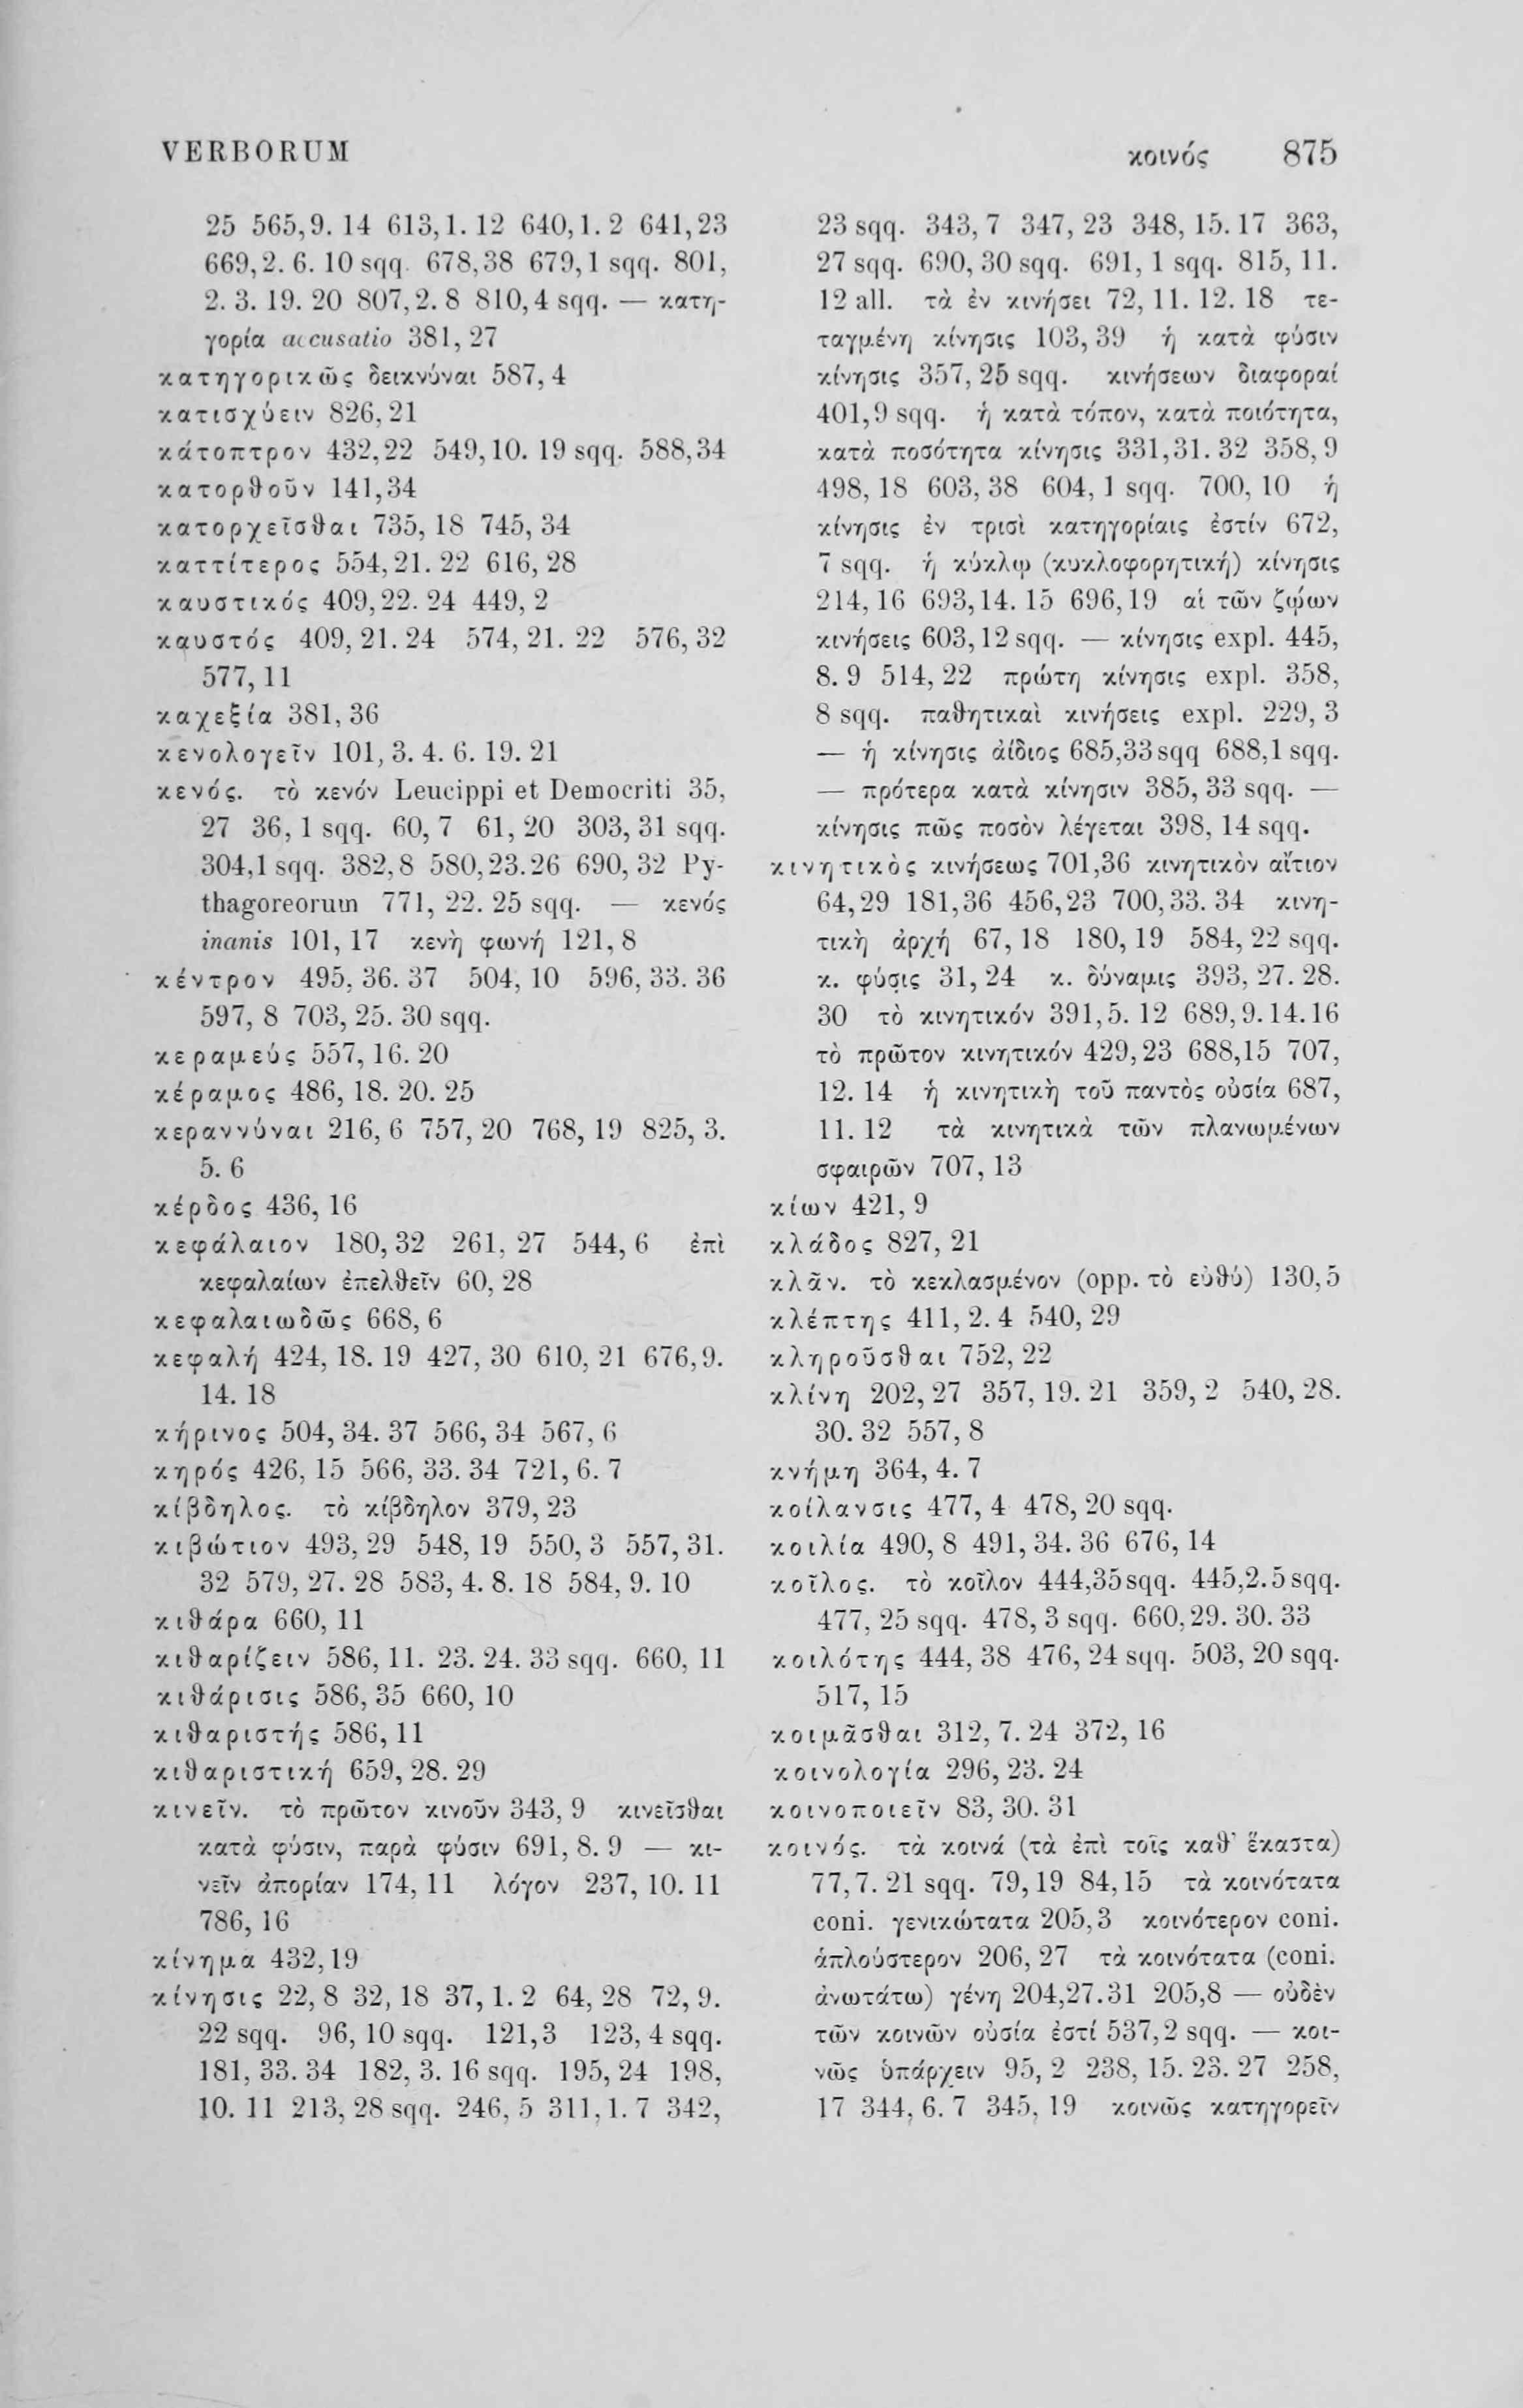 VERBORUM
κοινός 875
25 565,9. 14 613,1. 12 640,1. 2 641,23
669,2. 6. 10 sqq. 678,38 679,1 sqq. 801,
2. 3. 19. 20 807,2. 8 810,4 sqq. — κατη-
γορία accusatio 381, 27
κατηγορικῶς δεικνύναι 587, 4
κατισχύειν 826, 21
κάτοπτρον 432,22 549,10. 19 sqq. 588,34
κατορθοῦν 141,34
κατορχεῖσθαι 735, 18 745, 34
καττίτερος 554,21. 22 616, 28
καυστικός 409,22. 24 449, 2
καυστός 409, 21. 24 574, 21. 22 576, 32
577, 11
καχεξία 381, 36
κενολογεῖν 101, 3. 4. 6. 19. 21
κενός. τὸ κενόν Leucippi et Democriti 35,
27 36, 1 sqq. 60, 7 61, 20 303, 31 sqq.
304,1 sqq. 382,8 580,23.26 690, 32 Py-
thagoreorum 771, 22. 25 sqq. — κενός
inanis 101, 17 κενὴ φωνή 121, 8
κέντρον 495, 36. 37 504, 10 596, 33. 36
597, 8 703, 25. 30 sqq.
κεραμεύς 557, 16. 20
κέραμος 486, 18. 20. 25
κεραννύναι 216, 6 757, 20 768, 19 825, 3.
5. 6
κέρδος 436, 16
κεφάλαιον 180, 32 261, 27 544, 6 ἐπὶ
κεφαλαίων ἐπελθεῖν 60, 28
κεφαλαιωδῶς 668, 6
κεφαλή 424, 18. 19 427, 30 610, 21 676, 9.
14. 18
κήρινος 504, 34. 37 566, 34 567, 6
κηρός 426, 15 566, 33. 34 721, 6. 7
κίβδηλος. τὸ κίβδηλον 379, 23
κιβώτιον 493, 29 548, 19 550, 3 557, 31.
32 579, 27. 28 583, 4. 8. 18 584, 9. 10
κιθάρα 660, 11
κιθαρίζειν 586, 11. 23. 24. 33 sqq. 660, 11
κιθάρισις 586, 35 660, 10
κιθαριστής 586, 11
κιθαριστική 659, 28. 29
κινεῖν. τὸ πρῶτον κινοῦν 343, 9 κινεῖσθαι
κατὰ φύσιν, παρὰ φύσιν 691, 8. 9 — κι-
νεῖν ἀπορίαν 174, 11 λόγον 237, 10. 11
786, 16
κίνημα 432, 19
κίνησις 22, 8 32, 18 37, 1. 2 64, 28 72, 9.
22 sqq. 96, 10 sqq. 121,3 123, 4 sqq.
181, 33. 34 182, 3. 16 sqq. 195, 24 198,
10. 11 213, 28 sqq. 246, 5 311, 1. 7 342,
23 sqq. 343, 7 347, 23 348, 15. 17 363,
27 sqq. 690, 30 sqq. 691, 1 sqq. 815, 11.
12 all. τὰ ἐν κινήσει 72, 11. 12. 18 τε-
ταγμένη κίνησις 103, 39 ἡ κατὰ φύσιν
κίνησις 357, 25 sqq. κινήσεων διαφοραί
401, 9 sqq. ἡ κατὰ τόπον, κατὰ ποιότητα,
κατὰ ποσότητα κίνησις 331,31. 32 358, 9
498, 18 603, 38 604, 1 sqq. 700, 10 ἡ
κίνησις ἐν τρισὶ κατηγορίαις ἐστίν 672,
7 sqq. ἡ κύκλῳ (κυκλοφορητική) κίνησις
214, 16 693, 14. 15 696, 19 αἱ τῶν ζῴων
κινήσεις 603, 12 sqq. — κίνησις expl. 445,
8. 9 514, 22 πρώτη κίνησις expl. 358,
8 sqq. παθητικαὶ κινήσεις expl. 229, 3
— ἡ κίνησις ἀίδιος 685,33sqq 688,1 sqq.
— πρότερα κατὰ κίνησιν 385, 33 sqq. —
κίνησις πῶς ποσὸν λέγεται 398, 14 sqq.
κινητικὸς κινήσεως 701,36 κινητικὸν αἴτιον
64,29 181,36 456,23 700,33. 34 κινη-
τικὴ ἀρχή 67, 18 180, 19 584, 22 sqq.
κ. φύσις 31, 24 κ. δύναμις 393, 27. 28.
30 τὸ κινητικόν 391, 5. 12 689, 9.14.16
τὸ πρῶτον κινητικόν 429,23 688,15 707,
12. 14 ἡ κινητικὴ τοῦ παντὸς οὐσία 687,
11. 12 τὰ κινητικὰ τῶν πλανωμένων
σφαιρῶν 707, 13
κίων 421, 9
κλάδος 827, 21
κλᾶν. τὸ κεκλασμένον (opp. τὸ εὐθύ) 130,5
κλέπτης 411, 2. 4 540, 29
κληροῦσθαι 752, 22
κλίνη 202, 27 357, 19. 21 359, 2 540, 28.
30. 32 557, 8
κνήμη 364, 4. 7
κοίλανσις 477, 4 478, 20 sqq.
κοιλία 490, 8 491, 34. 36 676, 14
κοῖλος. τὸ κοῖλον 444,35sqq. 445,2.5sqq.
477, 25 sqq. 478, 3 sqq. 660, 29. 30. 33
κοιλότης 444, 38 476, 24 sqq. 503, 20 sqq.
517, 15
κοιμᾶσθαι 312, 7. 24 372, 16
κοινολογία 296, 23. 24
κοινοποιεῖν 83, 30. 31
κοινός. τὰ κοινά (τὰ ἐπὶ τοῖς καθ’ ἕκαστα)
77, 7. 21 sqq. 79, 19 84, 15 τὰ κοινότατα
coni. γενικώτατα 205, 3 κοινότερον coni.
ἁπλούστερον 206, 27 τὰ κοινότατα (coni.
ἀνωτάτω) γένη 204,27.31 205,8 — οὐδὲν
τῶν κοινῶν οὐσία ἐστί 537,2 sqq. — κοι-
νῶς ὑπάρχειν 95, 2 238, 15. 23. 27 258,
17 344, 6. 7 345, 19 κοινῶς κατηγορεῖν